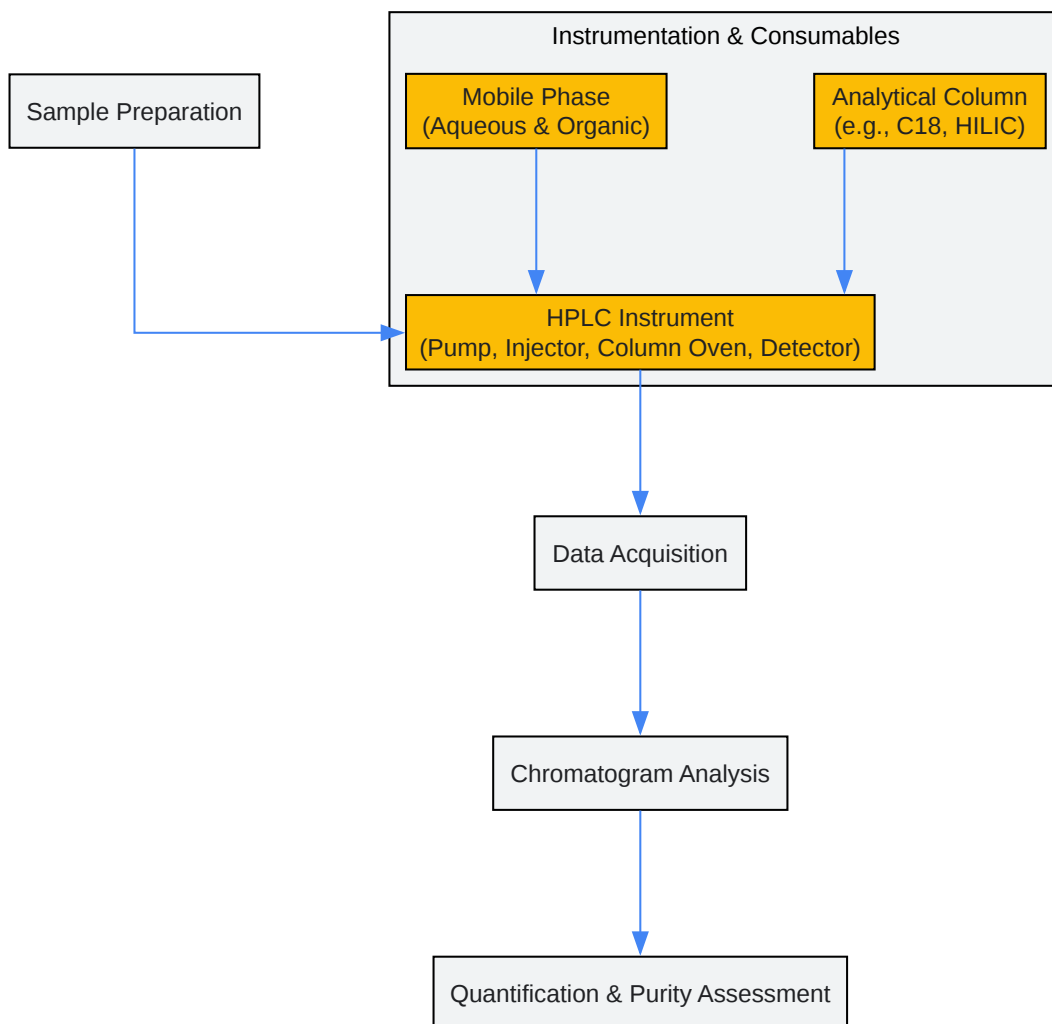 Instrumentation & Consumables
Sample Preparation
Mobile Phase
(Aqueous & Organic)
Analytical Column
(e.g., C18, HILIC)
HPLC Instrument
(Pump, Injector, Column Oven, Detector)
Data Acquisition
Chromatogram Analysis
Quantification & Purity Assessment